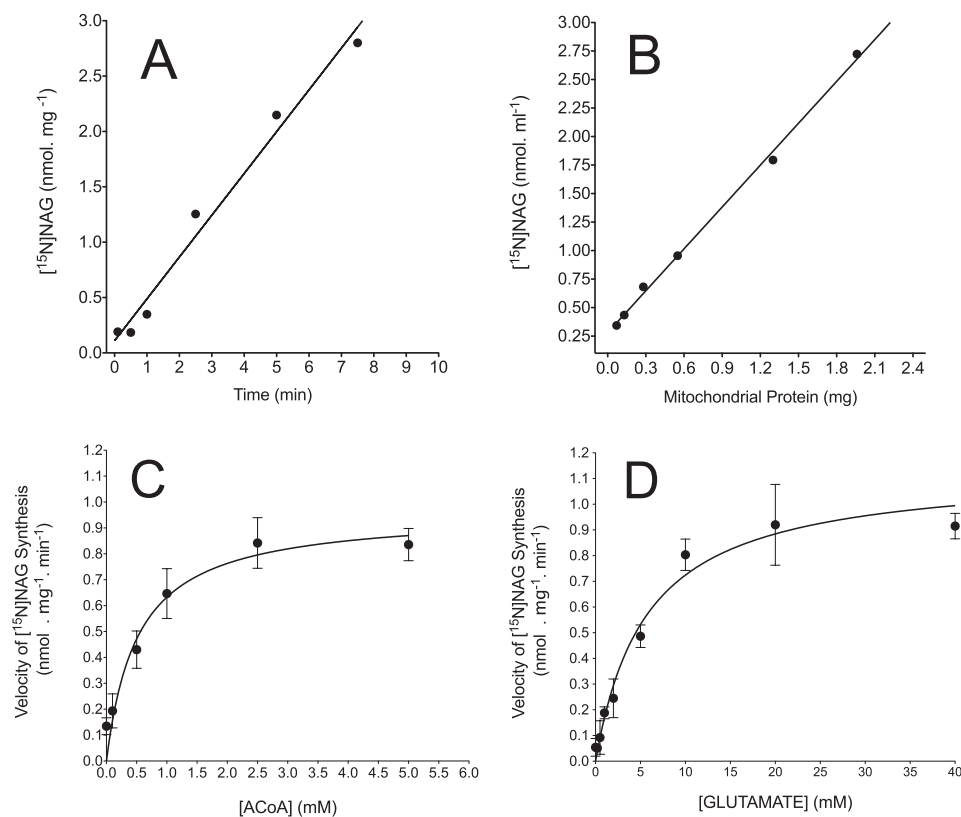 A
[¹⁵N]NAG (nmol. mg⁻¹)
3.0
2.5
2.0
1.5
1.0
0.5
0.0
0 1 2 3 4 5 6 7 8 9 10
Time (min)
B
[¹⁵N]NAG (nmol. ml⁻¹)
3.00
2.75
2.50
2.25
2.00
1.75
1.50
1.25
1.00
0.75
0.50
0.25
0.0 0.3 0.6 0.9 1.2 1.5 1.8 2.1 2.4
Mitochondrial Protein (mg)
C
Velocity of [¹⁵N]NAG Synthesis
(nmol . mg⁻¹. min⁻¹)
1.2
1.1
1.0
0.9
0.8
0.7
0.6
0.5
0.4
0.3
0.2
0.1
0.0
0.0 0.5 1.0 1.5 2.0 2.5 3.0 3.5 4.0 4.5 5.0 5.5 6.0
[ACoA] (mM)
D
Velocity of [¹⁵N]NAG Synthesis
(nmol . mg⁻¹. min⁻¹)
1.2
1.1
1.0
0.9
0.8
0.7
0.6
0.5
0.4
0.3
0.2
0.1
0.0
0 5 10 15 20 25 30 35 40
[GLUTAMATE] (mM)